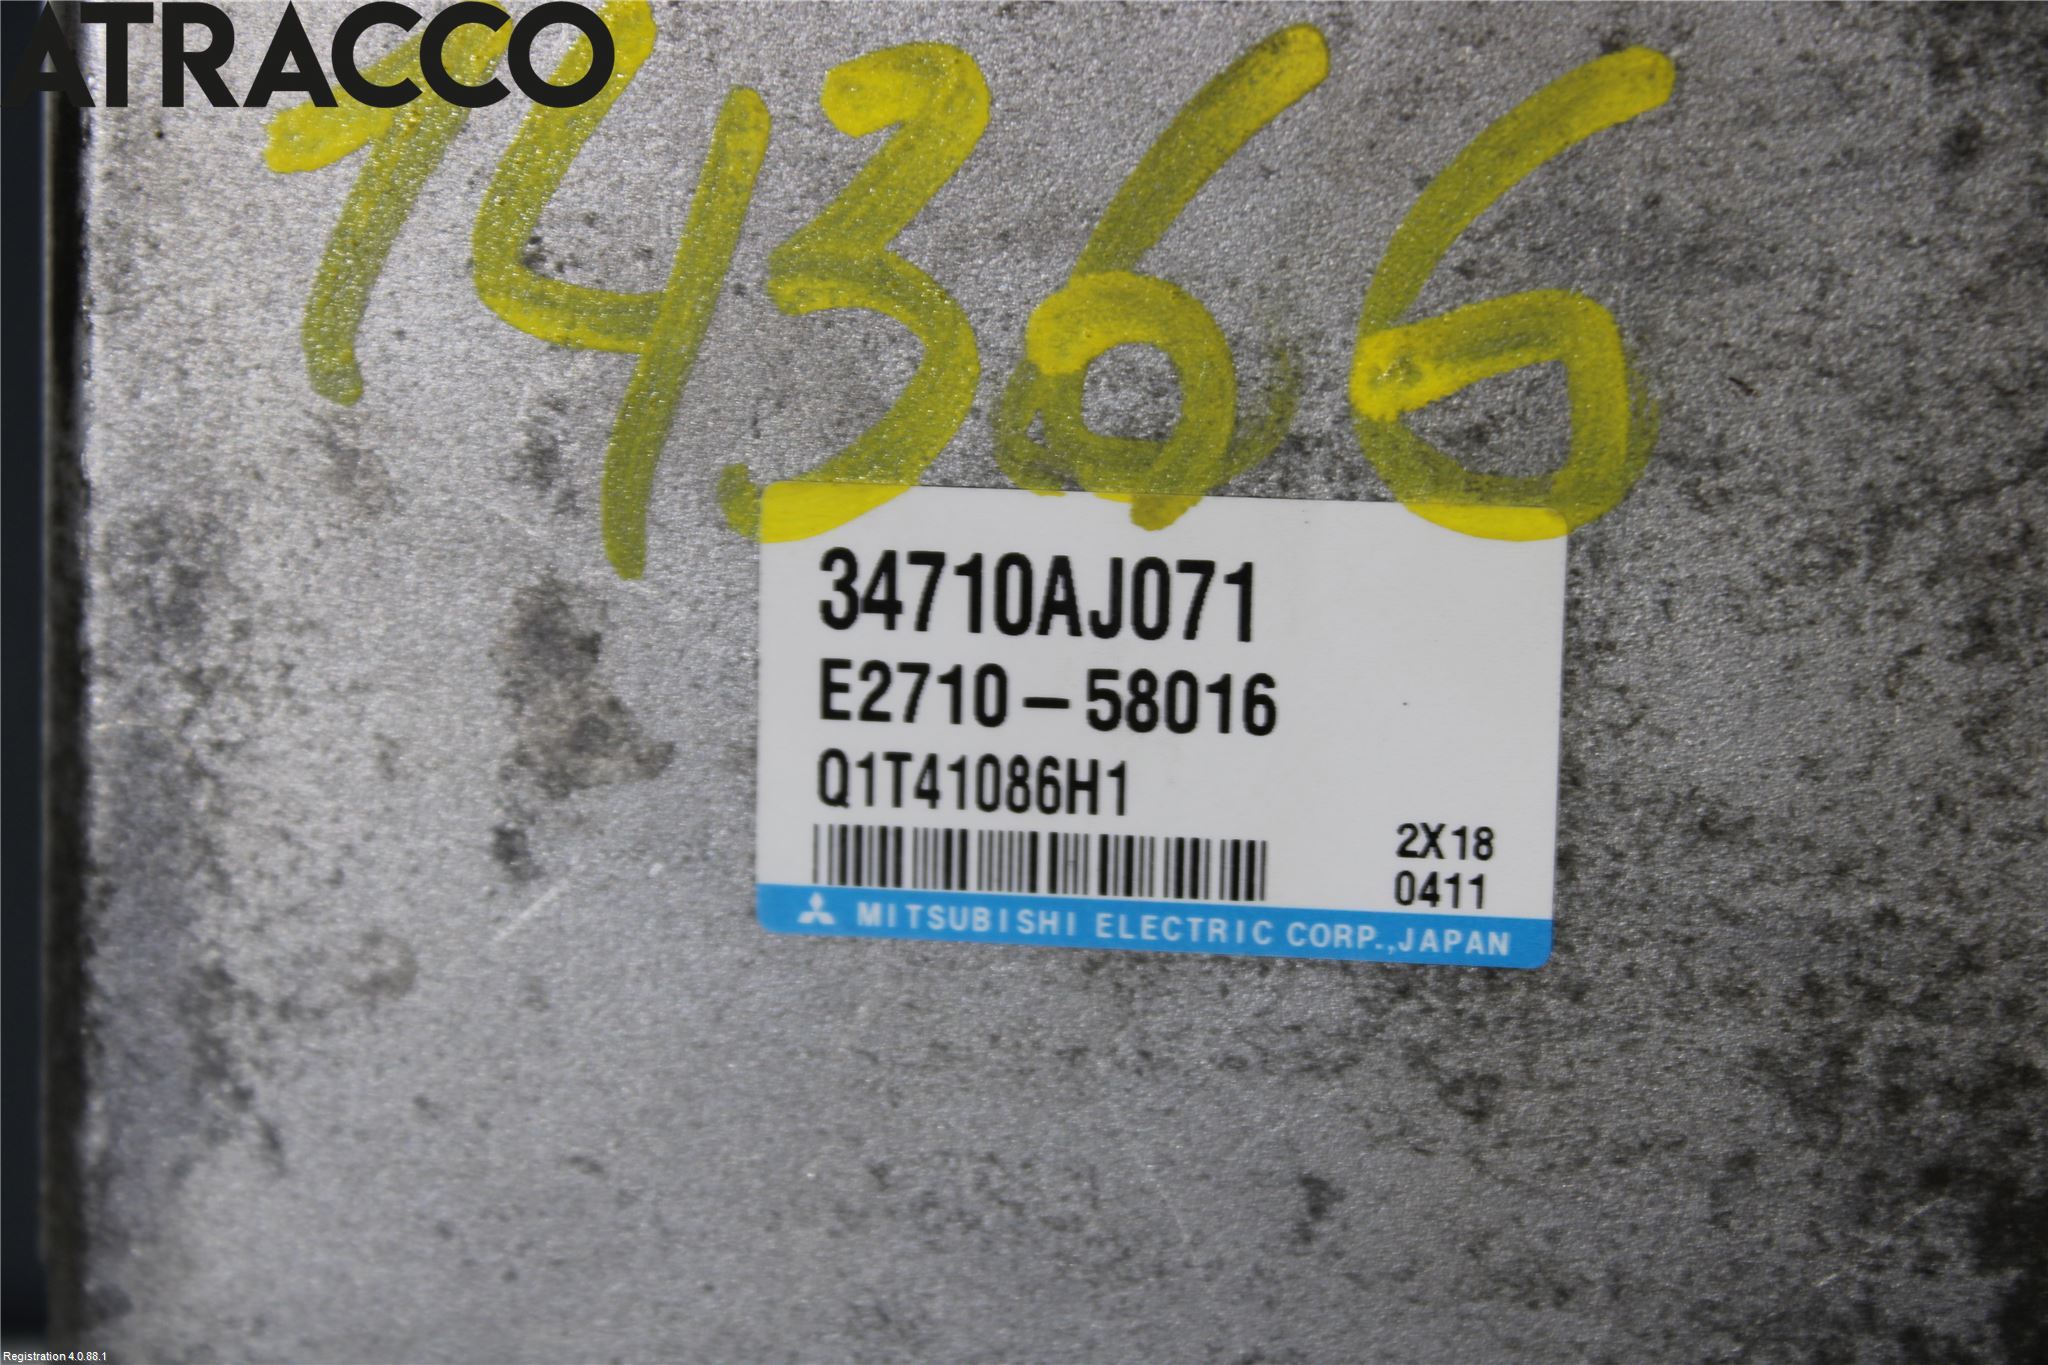 ATRACCO
14366
34710AJ071
E2710-58016
Q1T41086H1
2X18
0411
MITSUBISHI ELECTRIC CORP.,JAPAN
Registration 4.0.88.1